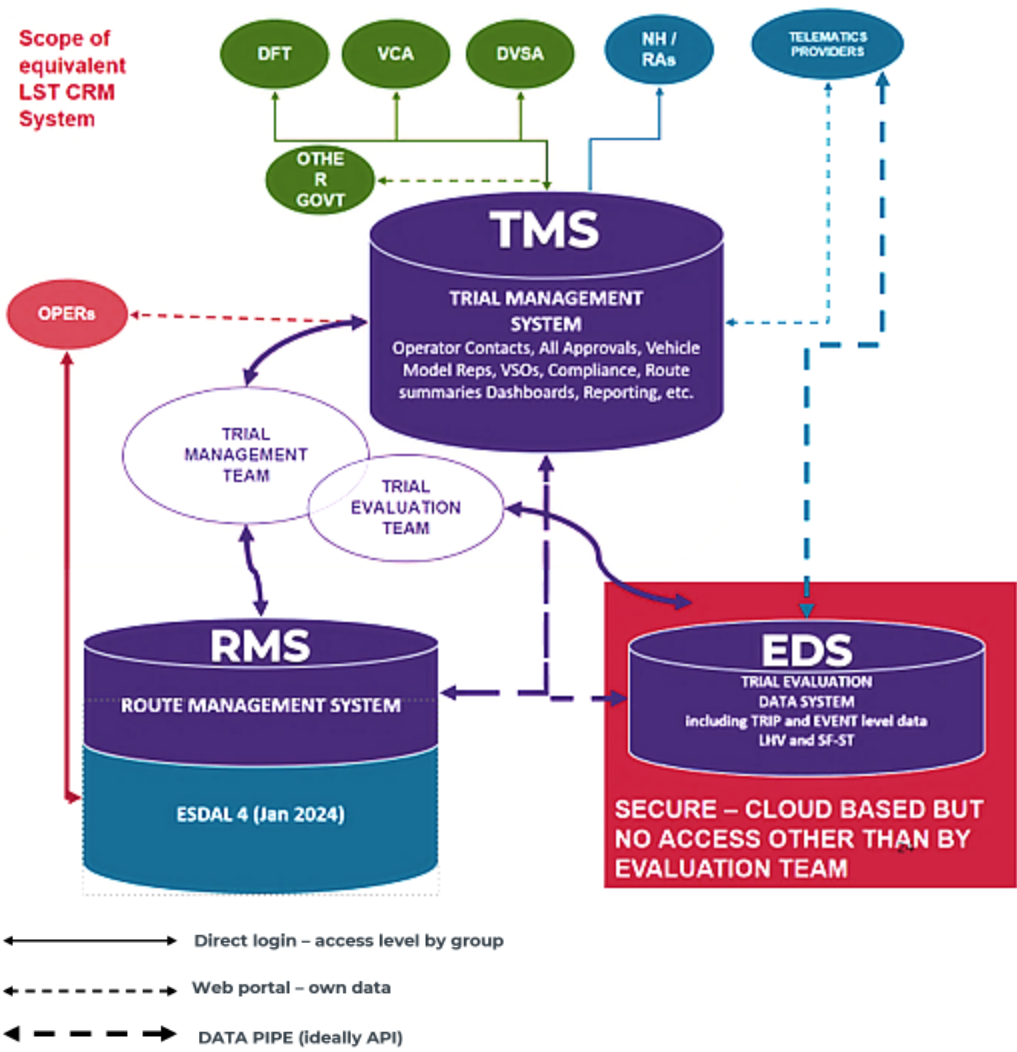 Scope of
equivalent
LST CRM
System
DFT
VCA
DVSA
NH /
RAs
TELEMATICS
PROVIDERS
OTHE
R
GOVT
TMS
TRIAL MANAGEMENT
SYSTEM
Operator Contacts, All Approvals, Vehicle
Model Reps, VSOs, Compliance, Route
summaries Dashboards, Reporting, etc.
OPERs
TRIAL
MANAGEMENT
TEAM
TRIAL
EVALUATION
TEAM
RMS
ROUTE MANAGEMENT SYSTEM
ESDAL 4 (Jan 2024)
EDS
TRIAL EVALUATION
DATA SYSTEM
including TRIP and EVENT level data
LHV and SF-ST
SECURE – CLOUD BASED BUT
NO ACCESS OTHER THAN BY
EVALUATION TEAM
Direct login – access level by group
Web portal – own data
DATA PIPE (ideally API)